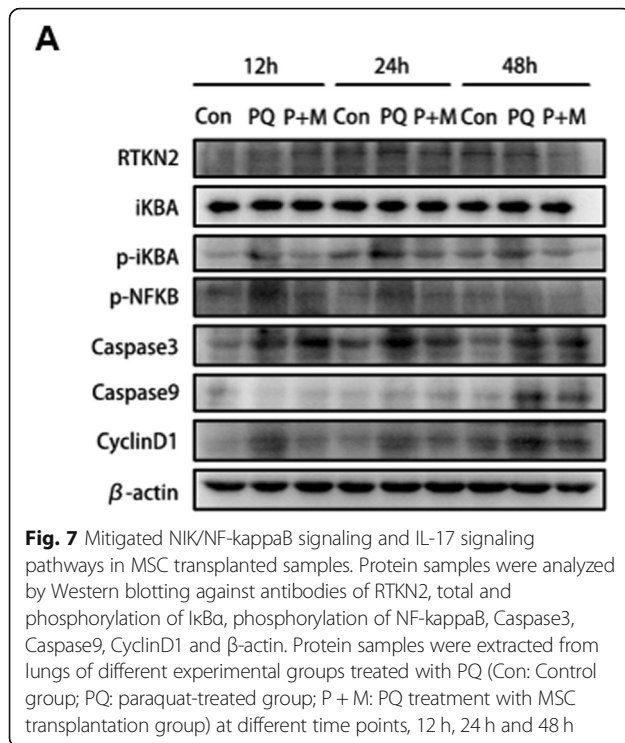 A
12h 24h 48h
Con PQ P+M Con PQ P+M Con PQ P+M
RTKN2
iKBA
p-iKBA
p-NFKB
Caspase3
Caspase9
CyclinD1
β-actin
Fig. 7 Mitigated NIK/NF-kappaB signaling and IL-17 signaling
pathways in MSC transplanted samples. Protein samples were analyzed
by Western blotting against antibodies of RTKN2, total and
phosphorylation of IκBα, phosphorylation of NF-kappaB, Caspase3,
Caspase9, CyclinD1 and β-actin. Protein samples were extracted from
lungs of different experimental groups treated with PQ (Con: Control
group; PQ: paraquat-treated group; P + M: PQ treatment with MSC
transplantation group) at different time points, 12 h, 24 h and 48 h